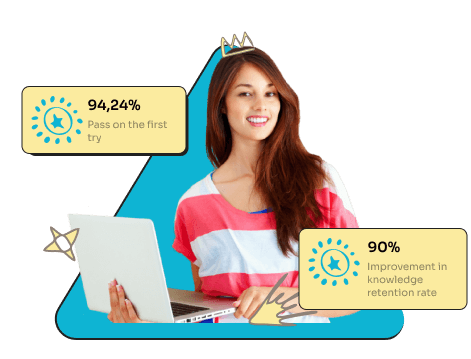 94,24%
Pass on the first
try
90%
Improvement in
knowledge
retention rate